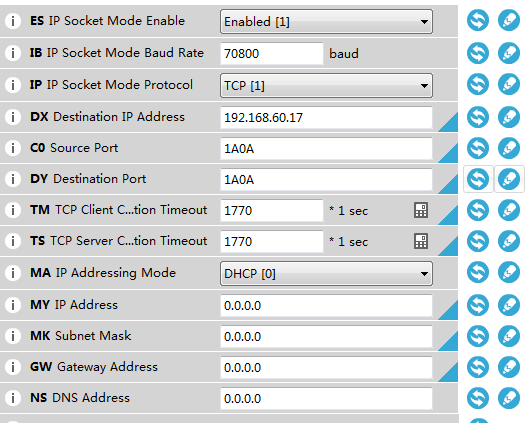 ES IP Socket Mode Enable Enabled [1]
IB IP Socket Mode Baud Rate 70800 baud
IP IP Socket Mode Protocol TCP [1]
DX Destination IP Address 192.168.60.17
C0 Source Port 1A0A
DY Destination Port 1A0A
TM TCP Client C...tion Timeout 1770 * 1 sec
TS TCP Server C...tion Timeout 1770 * 1 sec
MA IP Addressing Mode DHCP [0]
MY IP Address 0.0.0.0
MK Subnet Mask 0.0.0.0
GW Gateway Address 0.0.0.0
NS DNS Address 0.0.0.0